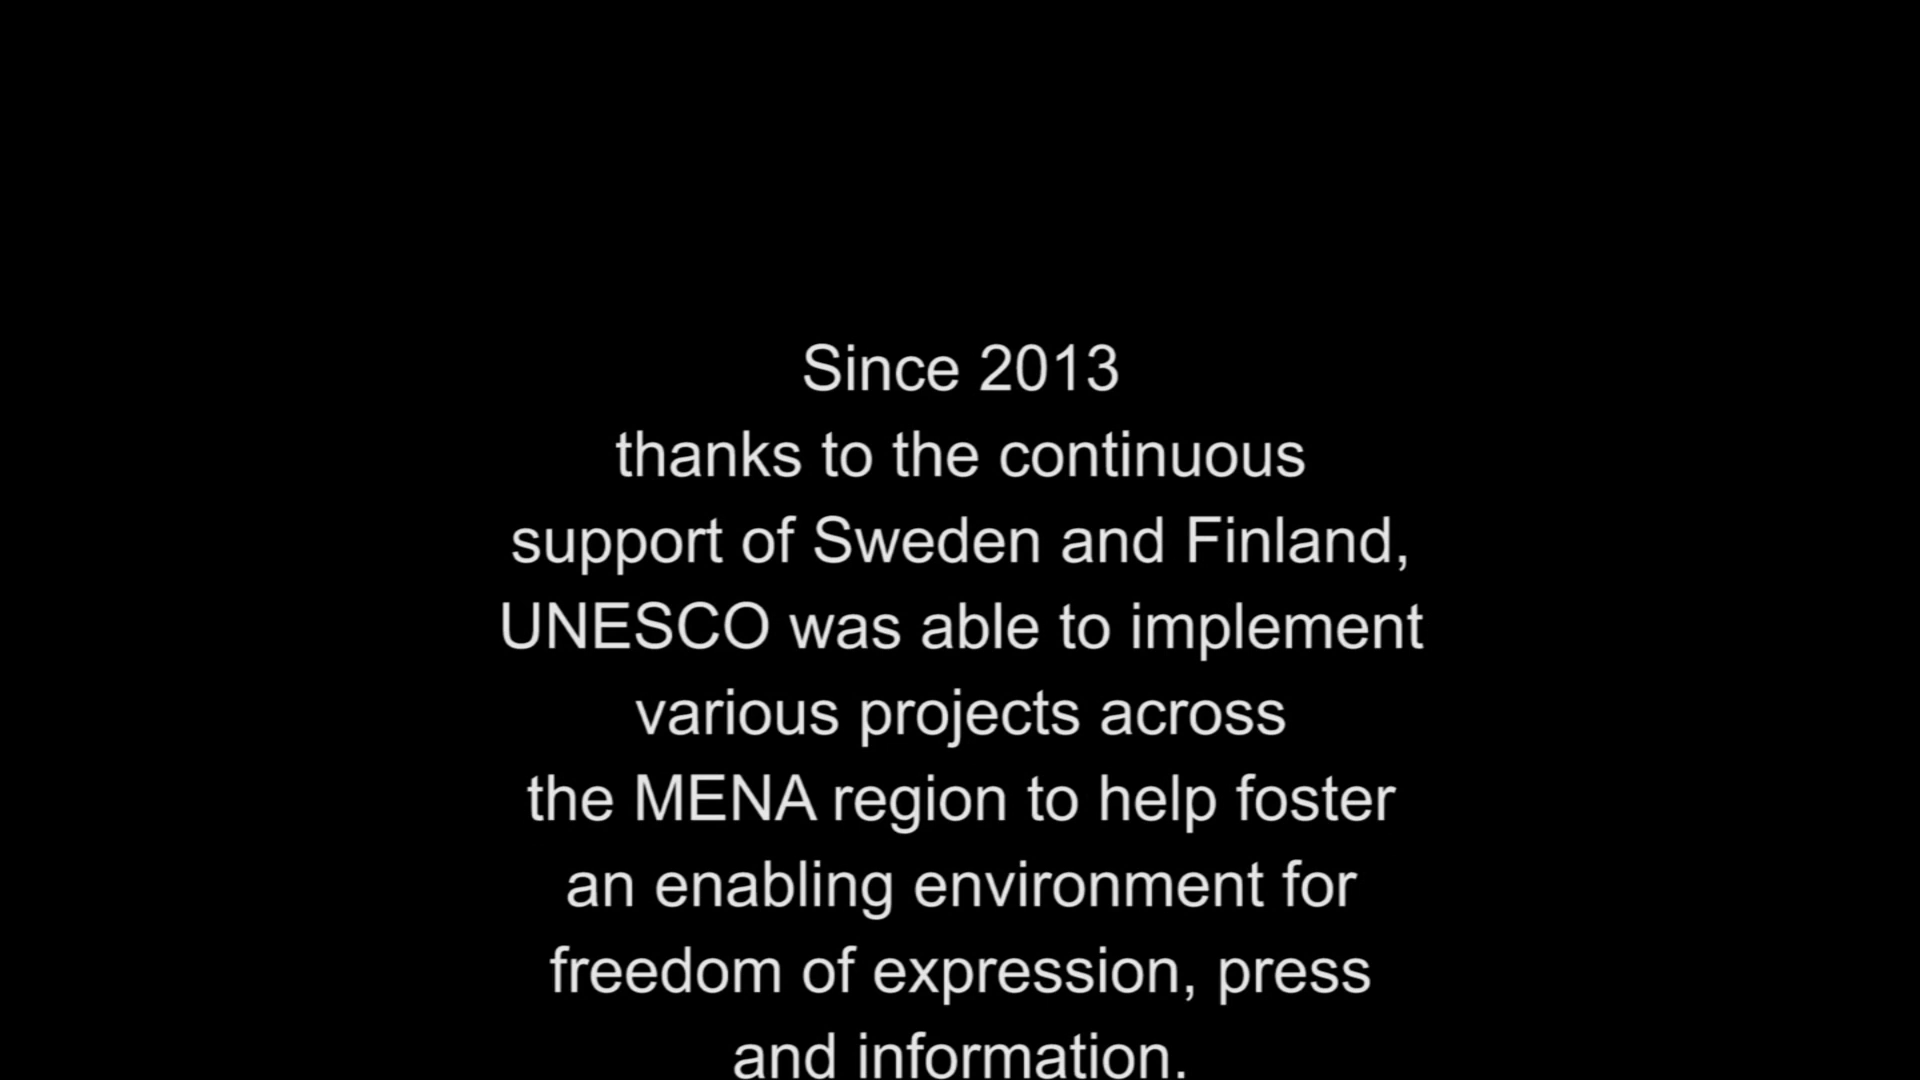 Since 2013
thanks to the continuous
support of Sweden and Finland,
UNESCO was able to implement
various projects across
the MENA region to help foster
an enabling environment for
freedom of expression, press
and information.